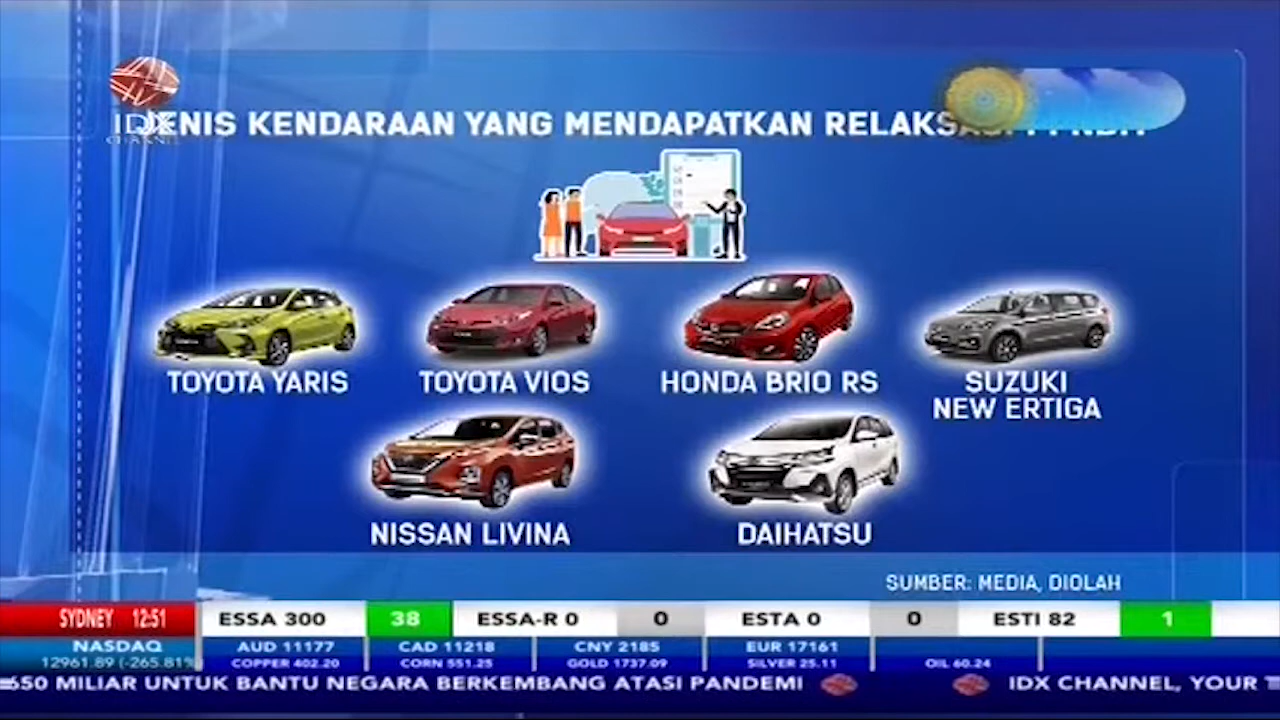 IDX
CHANNEL
JENIS KENDARAAN YANG MENDAPATKAN RELAKSASI PPNBM
TOYOTA YARIS
TOYOTA VIOS
HONDA BRIO RS
SUZUKI
NEW ERTIGA
NISSAN LIVINA
DAIHATSU
SUMBER: MEDIA, DIOLAH
SYDNEY 12:51
ESSA 300 38 ESSA-R 0 0 ESTA 0 0 ESTI 82 1
NASDAQ
12961.89 (-265.81%)
AUD 11177 CAD 11218 CNY 2185 EUR 17161
COPPER 402.20 CORN 551.25 GOLD 1737.09 SILVER 25.11 OIL 60.24
650 MILIAR UNTUK BANTU NEGARA BERKEMBANG ATASI PANDEMI IDX CHANNEL, YOUR